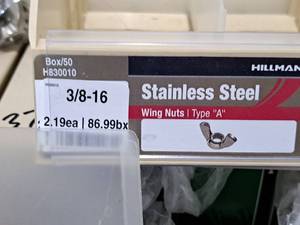 Box/50
H830010
HILLMAN
3/8-16
Stainless Steel
Wing Nuts | Type "A"
2.19ea | 86.99bx